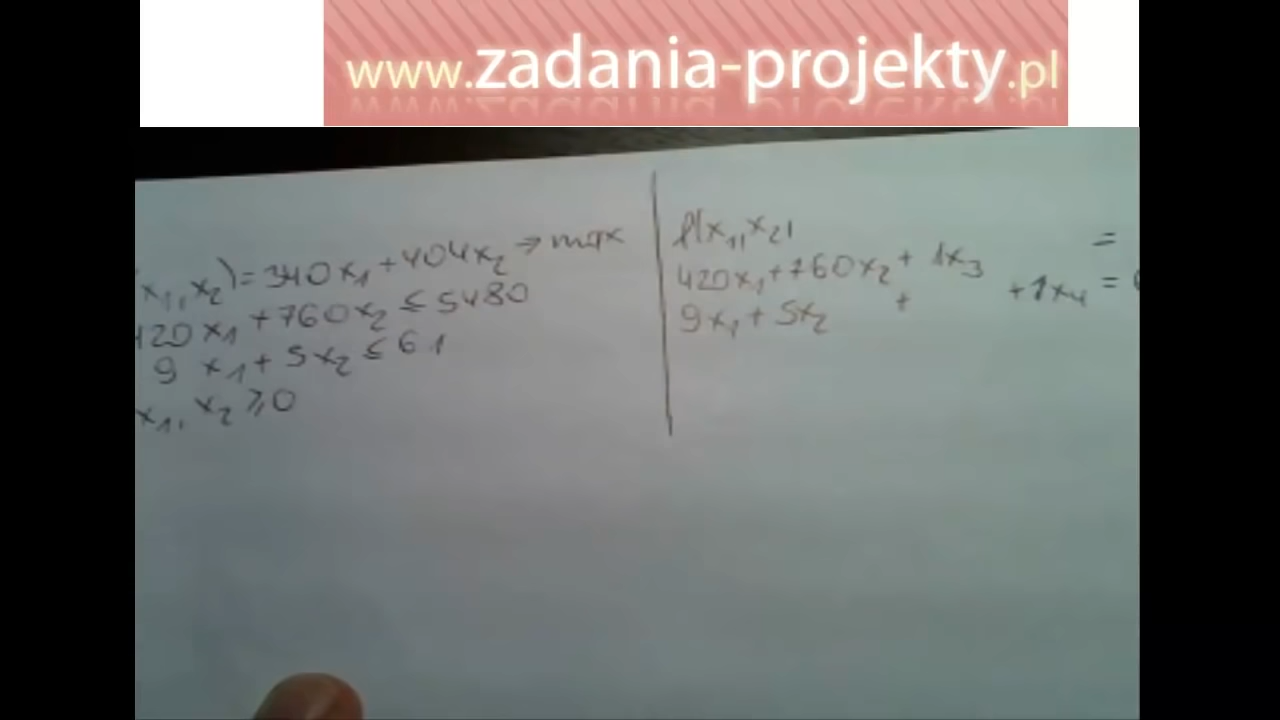 www.zadania-projekty.pl
x₁, x₂) = 340x₁ + 404x₂ → max
420x₁ + 760x₂ ≤ 5480
9x₁ + 5x₂ ≤ 61
x₁, x₂ ≥ 0
f(x₁, x₂) =
420x₁ + 760x₂ + 1x₃ =
9x₁ + 5x₂ + + 1x₄